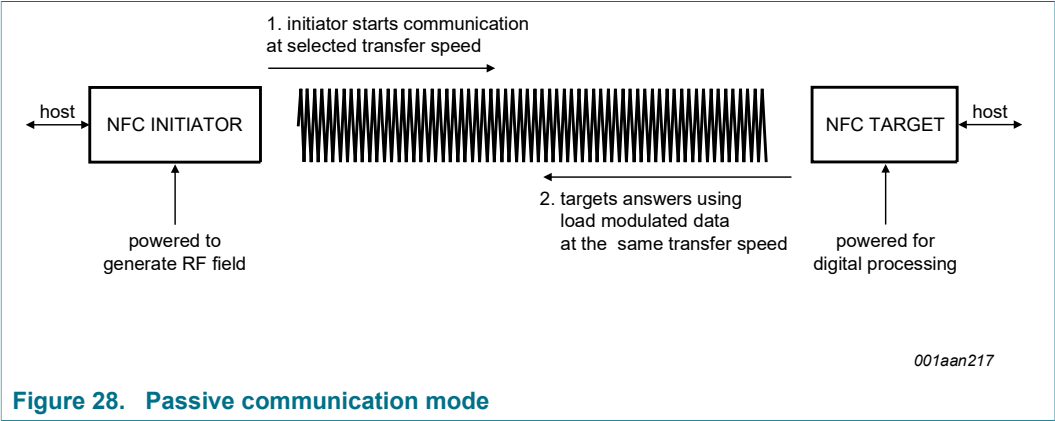 1. initiator starts communication
at selected transfer speed
host
NFC INITIATOR
NFC TARGET
host
2. targets answers using
load modulated data
at the same transfer speed
powered to
generate RF field
powered for
digital processing
001aan217
Figure 28. Passive communication mode